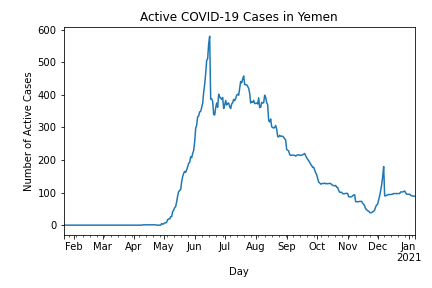 Active COVID-19 Cases in Yemen
600
500
400
300
200
100
0
Number of Active Cases
Feb Mar Apr May Jun Jul Aug Sep Oct Nov Dec Jan
2021
Day